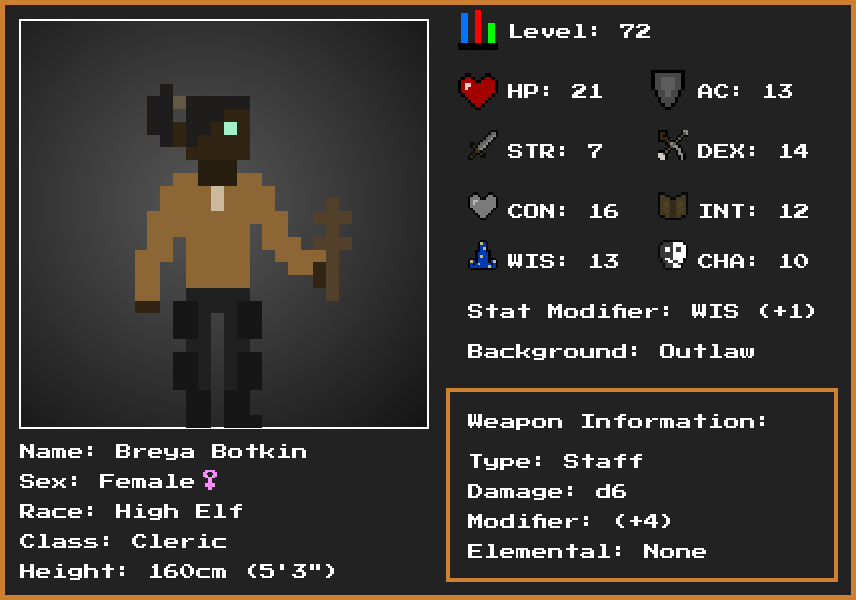 Level: 72
HP: 21
AC: 13
STR: 7
DEX: 14
CON: 16
INT: 12
WIS: 13
CHA: 10
Stat Modifier: WIS (+1)
Background: Outlaw
Weapon Information:
Type: Staff
Damage: d6
Modifier: (+4)
Elemental: None
Name: Breya Botkin
Sex: Female♀
Race: High Elf
Class: Cleric
Height: 160cm (5'3")